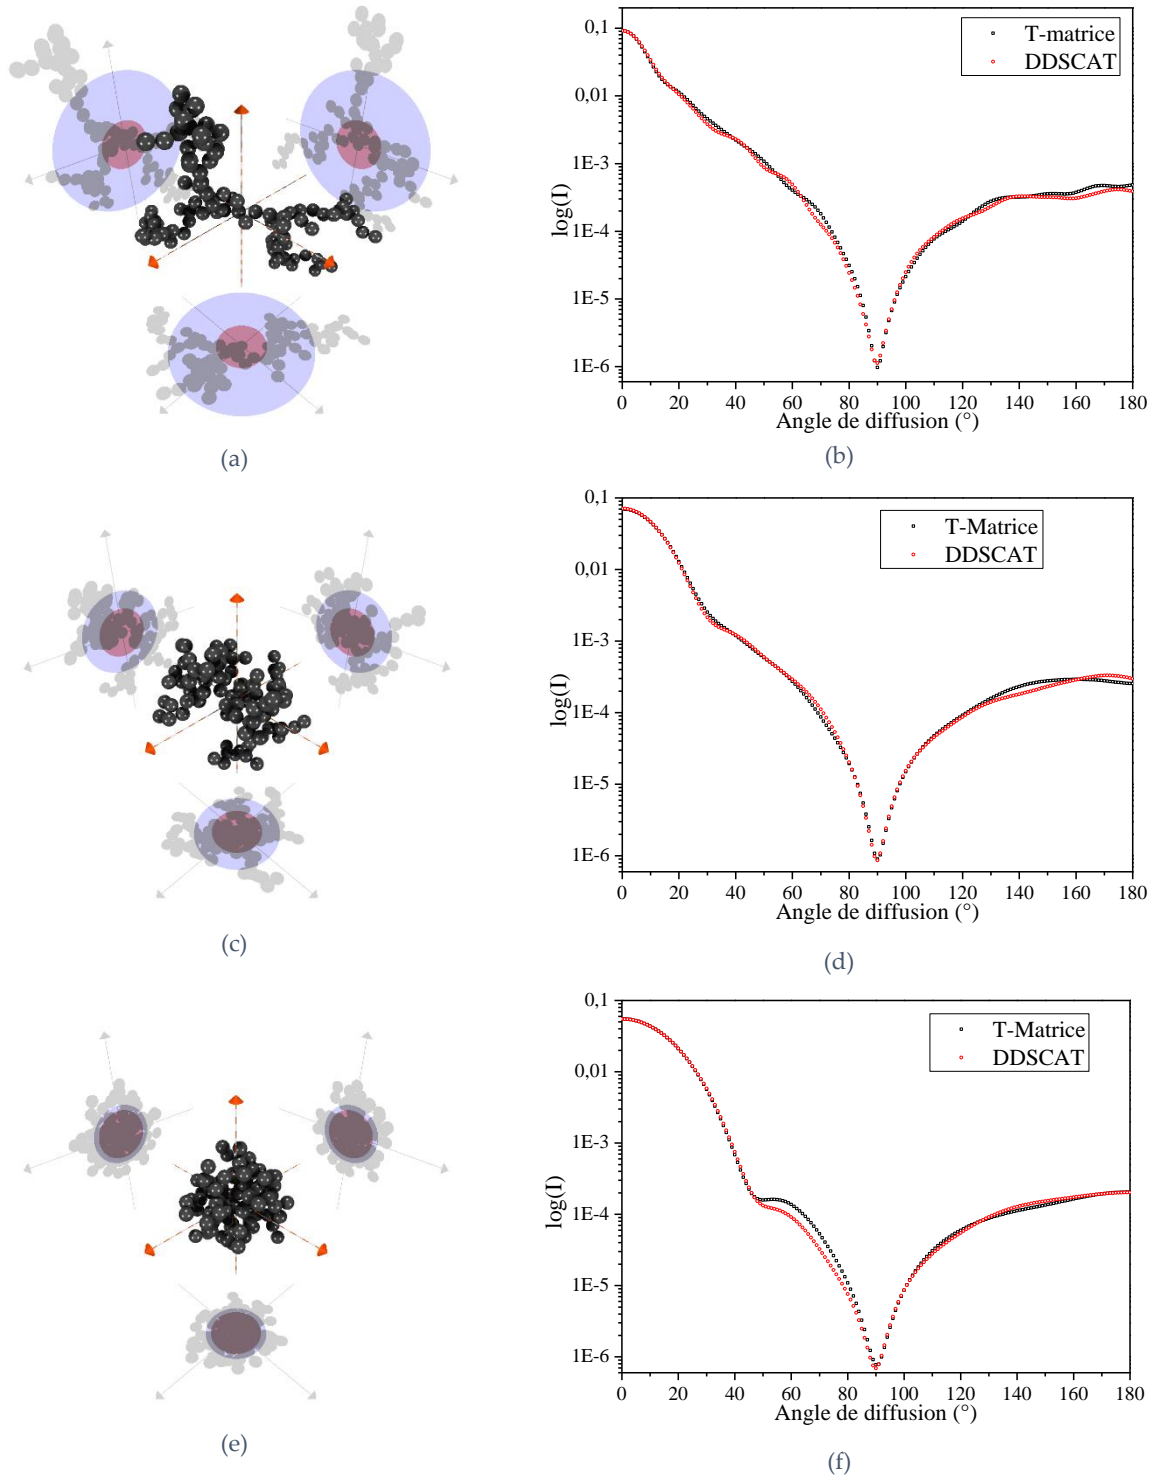 0,1
0,01
1E-3
1E-4
1E-5
1E-6
log(I)
T-matrice
DDSCAT
0 20 40 60 80 100 120 140 160 180
Angle de diffusion (°)
(a)
(b)
0,1
0,01
1E-3
1E-4
1E-5
1E-6
log(I)
T-Matrice
DDSCAT
0 20 40 60 80 100 120 140 160 180
Angle de diffusion (°)
(c)
(d)
0,1
0,01
1E-3
1E-4
1E-5
1E-6
log(I)
T-Matrice
DDSCAT
0 20 40 60 80 100 120 140 160 180
Angle de diffusion (°)
(e)
(f)